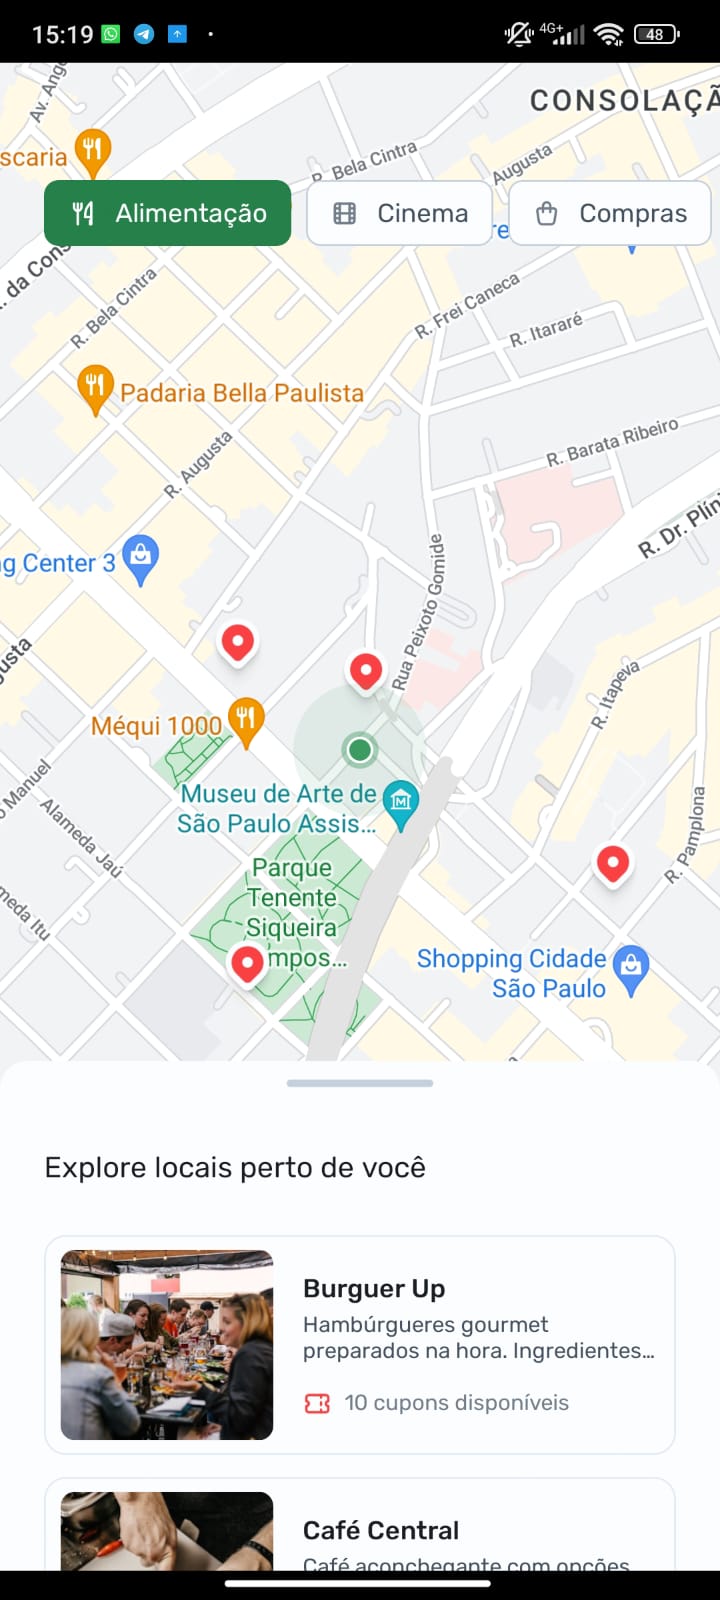 15:19
4G+
48
Av. Ang
CONSOLAÇÃ
scaria
R. Bela Cintra
Augusta
Alimentação
Cinema
re
Compras
. da Cons
R. Bela Cintra
R. Frei Caneca
R. Itararé
Padaria Bella Paulista
R. Augusta
R. Barata Ribeiro
R. Dr. Plín
g Center 3
Rua Peixoto Gomide
usta
R. Itapeva
Méqui 1000
o Manuel
Museu de Arte de
São Paulo Assis...
Alameda Jaú
R. Pamplona
Parque
Tenente
Siqueira
mpos...
meda Itu
Shopping Cidade
São Paulo
Explore locais perto de você
Burguer Up
Hambúrgueres gourmet
preparados na hora. Ingredientes...
10 cupons disponíveis
Café Central
Café aconchegante com opções